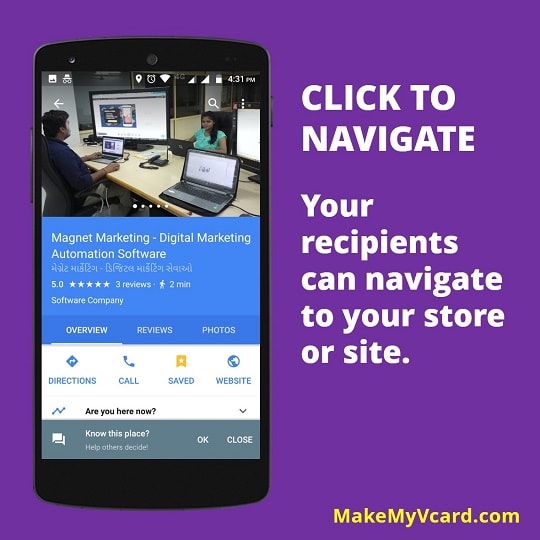 4:31 PM
Magnet Marketing - Digital Marketing
Automation Software
મેગ્નેટ માર્કેટિંગ - ડિજિટલ માર્કેટિંગ સેવાઓ
5.0 ★★★★★ 3 reviews · 2 min
Software Company
OVERVIEW REVIEWS PHOTOS
DIRECTIONS CALL SAVED WEBSITE
Are you here now?
Know this place?
Help others decide!
OK CLOSE
CLICK TO
NAVIGATE
Your
recipients
can navigate
to your store
or site.
MakeMyVcard.com